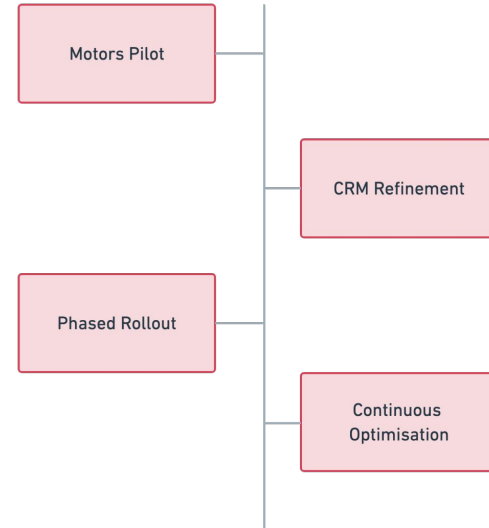 Motors Pilot
CRM Refinement
Phased Rollout
Continuous
Optimisation